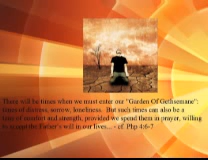 There will be times when we must enter our "Garden Of Gethsemane":
times of distress, sorrow, loneliness. But such times can also be a
time of comfort and strength, provided we spend them in prayer, willing
to accept the Father's will in our lives... - cf. Php 4:6-7